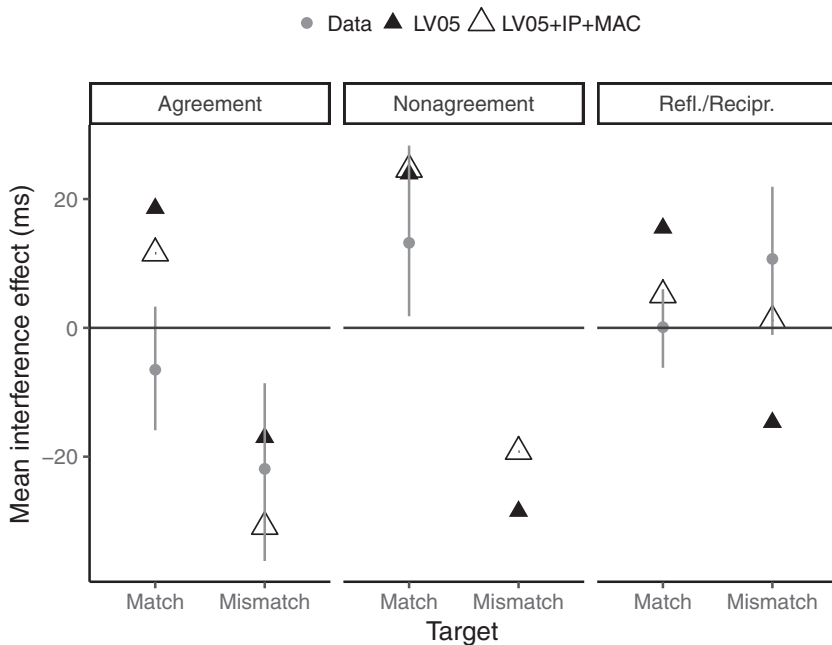 Data LV05 LV05+IP+MAC
Agreement Nonagreement Refl./Recipr.
Mean interference effect (ms)
20
0
−20
Match Mismatch Match Mismatch Match Mismatch
Target